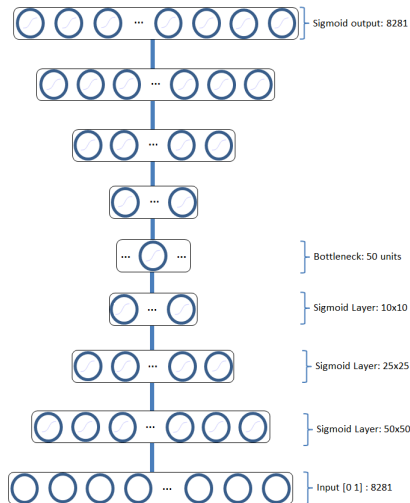 Sigmoid output: 8281
...
...
...
...
... ...
Bottleneck: 50 units
...
Sigmoid Layer: 10x10
...
Sigmoid Layer: 25x25
...
Sigmoid Layer: 50x50
...
Input [0 1] : 8281